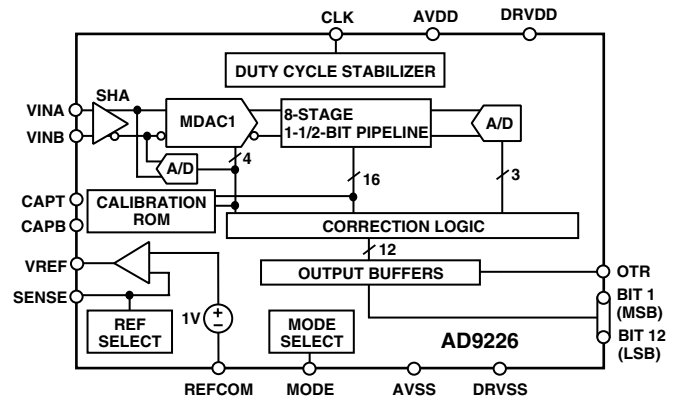 CLK
AVDD
DRVDD
DUTY CYCLE STABILIZER
SHA
VINA
VINB
MDAC1
8-STAGE
1-1/2-BIT PIPELINE
A/D
A/D
4
16
3
CAPT
CAPB
CALIBRATION
ROM
CORRECTION LOGIC
12
VREF
OUTPUT BUFFERS
OTR
SENSE
BIT 1
(MSB)
REF
SELECT
1V
+
–
MODE
SELECT
AD9226
BIT 12
(LSB)
REFCOM
MODE
AVSS
DRVSS